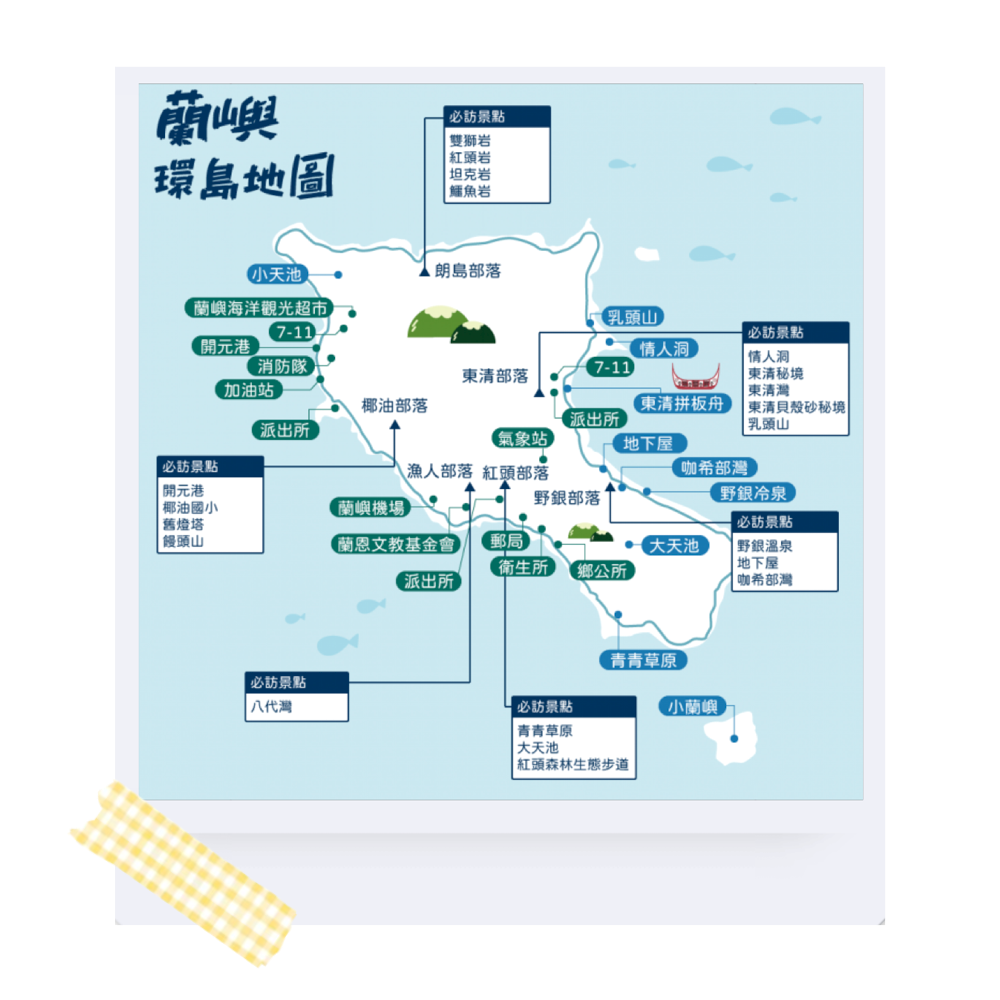 蘭嶼
環島地圖
必訪景點
雙獅岩
紅頭岩
坦克岩
鱷魚岩
小天池
朗島部落
蘭嶼海洋觀光超市
7-11
開元港
消防隊
加油站
派出所
椰油部落
乳頭山
情人洞
7-11
東清部落
東清拼板舟
派出所
必訪景點
情人洞
東清秘境
東清灣
東清貝殼砂秘境
乳頭山
氣象站
地下屋
咖希部灣
野銀冷泉
漁人部落
紅頭部落
野銀部落
必訪景點
開元港
椰油國小
舊燈塔
饅頭山
蘭嶼機場
蘭恩文教基金會
派出所
郵局
衛生所
鄉公所
大天池
必訪景點
野銀溫泉
地下屋
咖希部灣
青青草原
必訪景點
八代灣
必訪景點
青青草原
大天池
紅頭森林生態步道
小蘭嶼